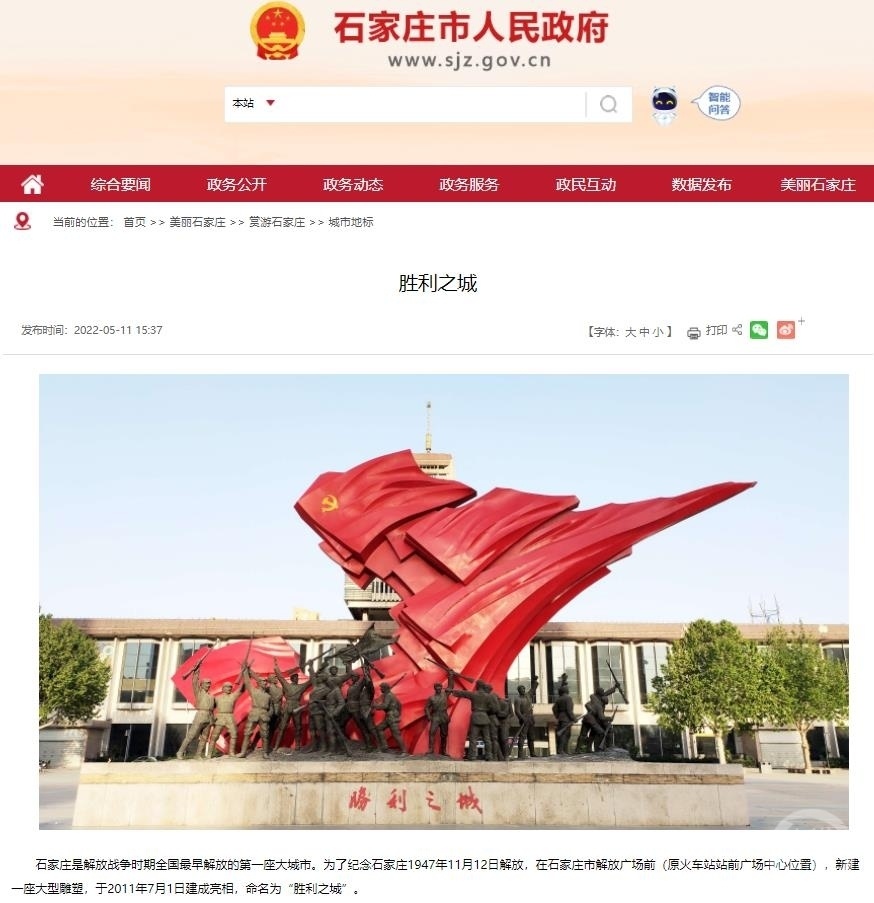 石家庄市人民政府
www.sjz.gov.cn
本站
智能
问答
综合要闻 政务公开 政务动态 政务服务 政民互动 数据发布 美丽石家庄
当前的位置: 首页 >> 美丽石家庄 >> 赏游石家庄 >> 城市地标
胜利之城
发布时间: 2022-05-11 15:37 【字体: 大 中 小 】 打印
勝利之城
石家庄是解放战争时期全国最早解放的第一座大城市。为了纪念石家庄1947年11月12日解放，在石家庄市解放广场前（原火车站站前广场中心位置），新建
一座大型雕塑，于2011年7月1日建成亮相，命名为“胜利之城”。